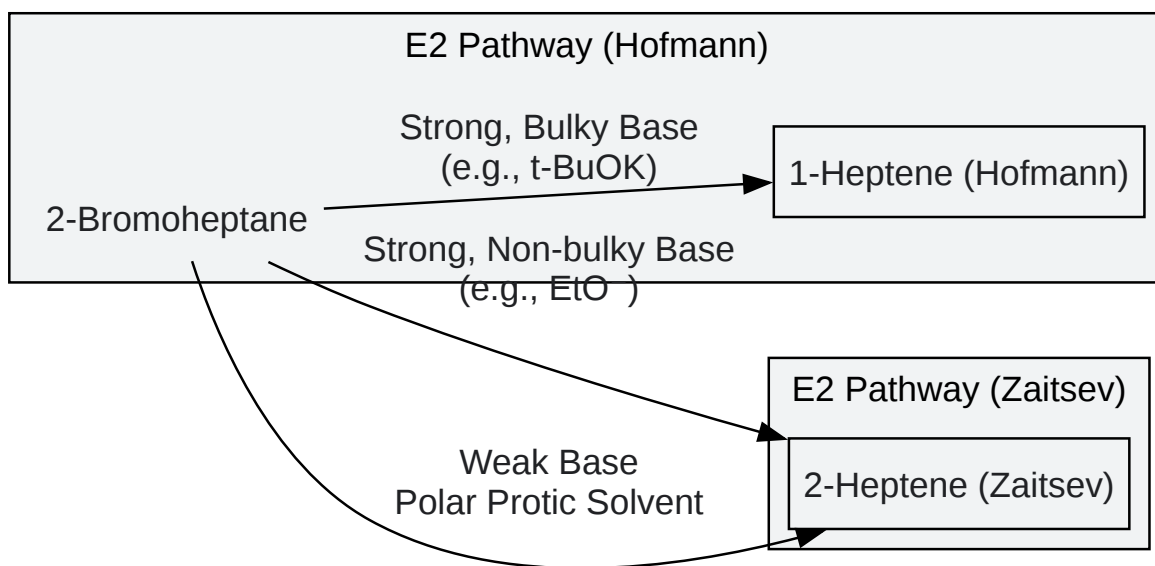 E2 Pathway (Hofmann)
Strong, Bulky Base
(e.g., t-BuOK)
1-Heptene (Hofmann)
2-Bromoheptane
Strong, Non-bulky Base
(e.g., EtO )
E2 Pathway (Zaitsev)
Weak Base
Polar Protic Solvent
2-Heptene (Zaitsev)